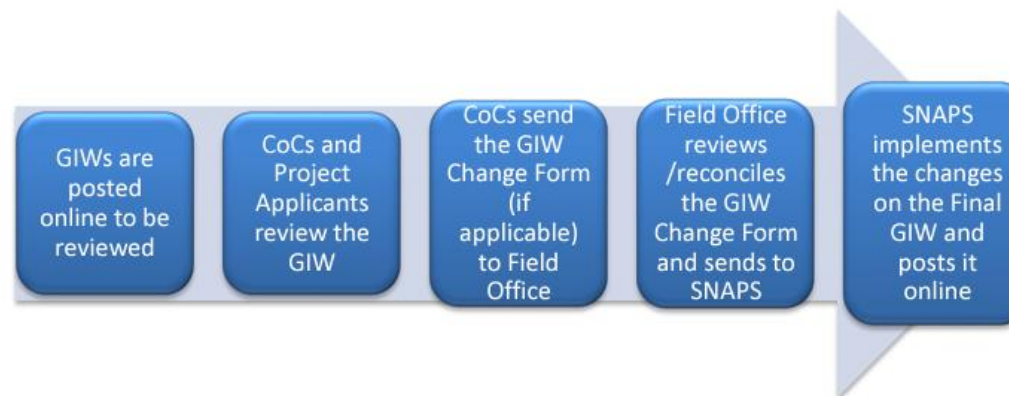 GIWs are
posted
online to be
reviewed
CoCs and
Project
Applicants
review the
GIW
CoCs send
the GIW
Change Form
(if
applicable)
to Field
Office
Field Office
reviews
/reconciles
the GIW
Change Form
and sends to
SNAPS
SNAPS
implements
the changes
on the Final
GIW and
posts it
online